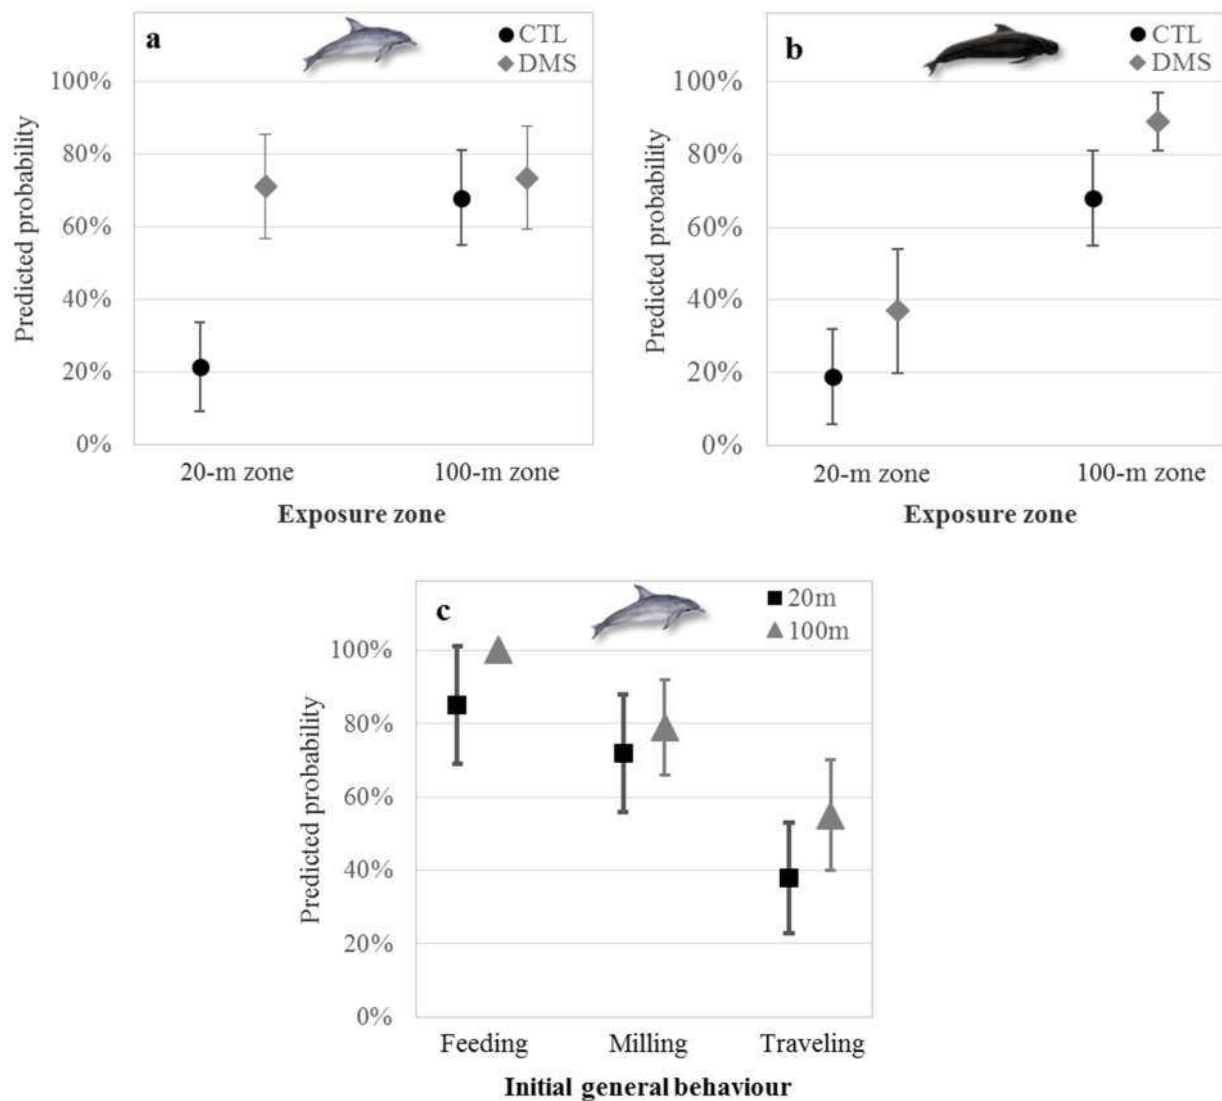 a
CTL
DMS
100%
80%
60%
40%
20%
0%
Predicted probability
20-m zone 100-m zone
Exposure zone
b
CTL
DMS
100%
80%
60%
40%
20%
0%
Predicted probability
20-m zone 100-m zone
Exposure zone
c
20m
100m
100%
80%
60%
40%
20%
0%
Predicted probability
Feeding Milling Traveling
Initial general behaviour